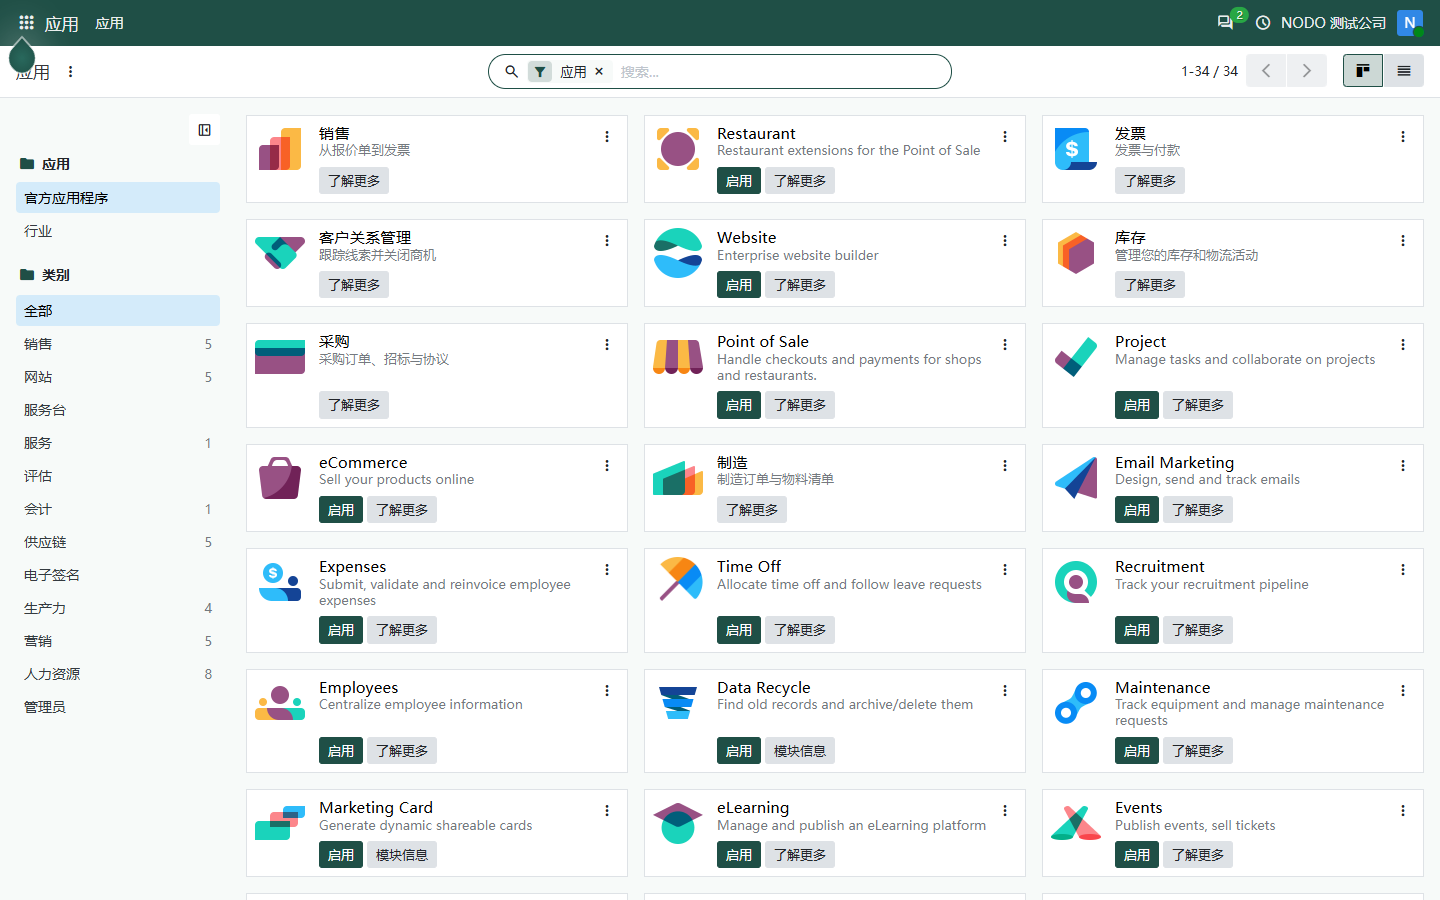 应用
应用
2
NODO 测试公司
N
应用
应用
搜索...
1-34 / 34
应用
官方应用程序
行业
类别
全部
销售 5
网站 5
服务台
服务 1
评估
会计 1
供应链 5
电子签名
生产力 4
营销 5
人力资源 8
管理员
销售
从报价单到发票
了解更多
Restaurant
Restaurant extensions for the Point of Sale
启用 了解更多
发票
发票与付款
了解更多
客户关系管理
跟踪线索并关闭商机
了解更多
Website
Enterprise website builder
启用 了解更多
库存
管理您的库存和物流活动
了解更多
采购
采购订单、招标与协议
了解更多
Point of Sale
Handle checkouts and payments for shops
and restaurants.
启用 了解更多
Project
Manage tasks and collaborate on projects
启用 了解更多
eCommerce
Sell your products online
启用 了解更多
制造
制造订单与物料清单
了解更多
Email Marketing
Design, send and track emails
启用 了解更多
Expenses
Submit, validate and reinvoice employee
expenses
启用 了解更多
Time Off
Allocate time off and follow leave requests
启用 了解更多
Recruitment
Track your recruitment pipeline
启用 了解更多
Employees
Centralize employee information
启用 了解更多
Data Recycle
Find old records and archive/delete them
启用 模块信息
Maintenance
Track equipment and manage maintenance
requests
启用 了解更多
Marketing Card
Generate dynamic shareable cards
启用 模块信息
eLearning
Manage and publish an eLearning platform
启用 了解更多
Events
Publish events, sell tickets
启用 了解更多